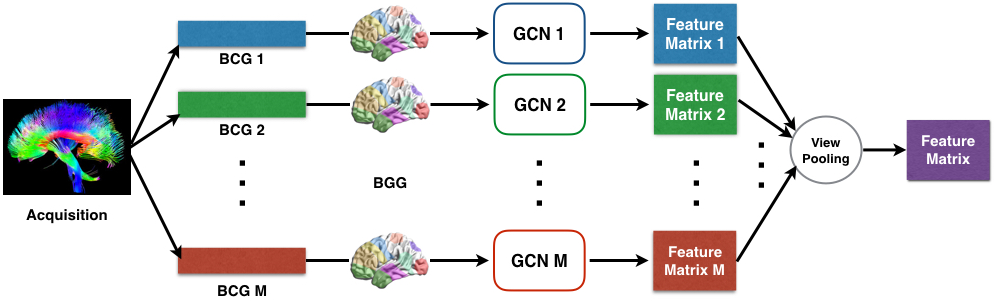 BCG 1
GCN 1
Feature
Matrix 1
BCG 2
GCN 2
Feature
Matrix 2
Acquisition
BGG
View
Pooling
Feature
Matrix
BCG M
GCN M
Feature
Matrix M